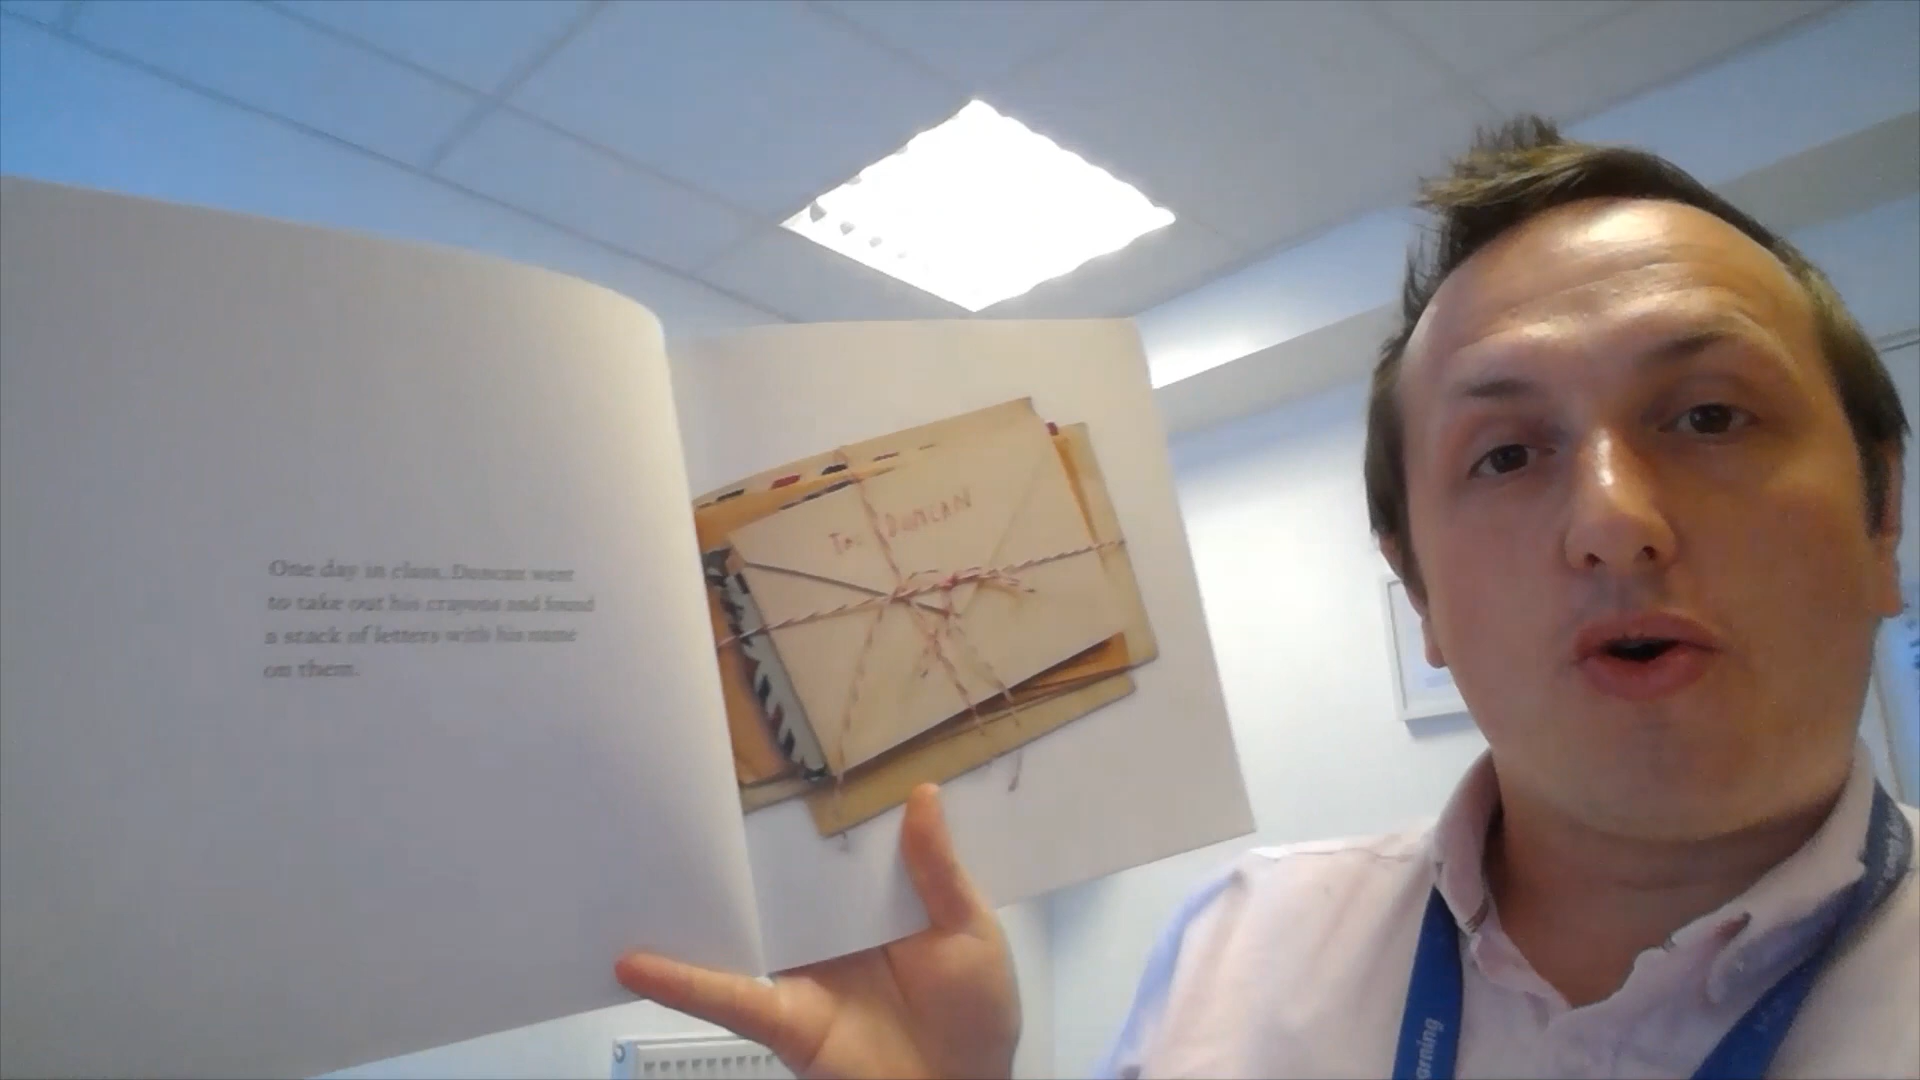 One day in class, Duncan went
to take out his crayons and found
a stack of letters with his name
on them.
To: DUNCAN
orning